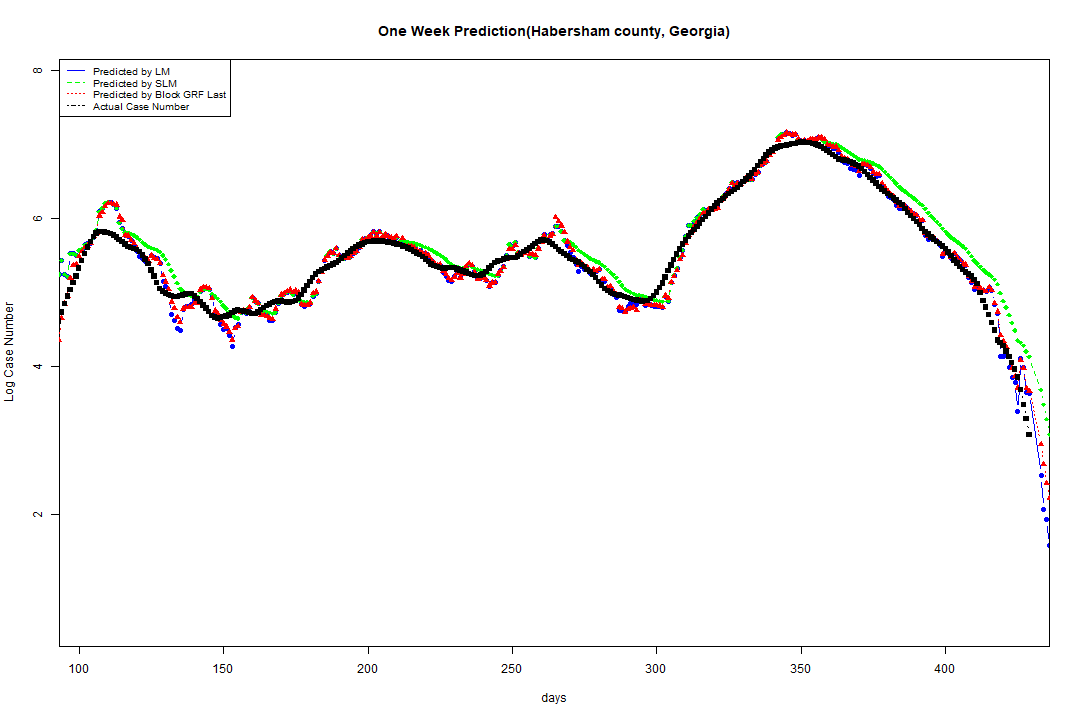 One Week Prediction(Habersham county, Georgia)
Predicted by LM
Predicted by SLM
Predicted by Block GRF Last
Actual Case Number
8
6
4
2
Log Case Number
100 150 200 250 300 350 400
days